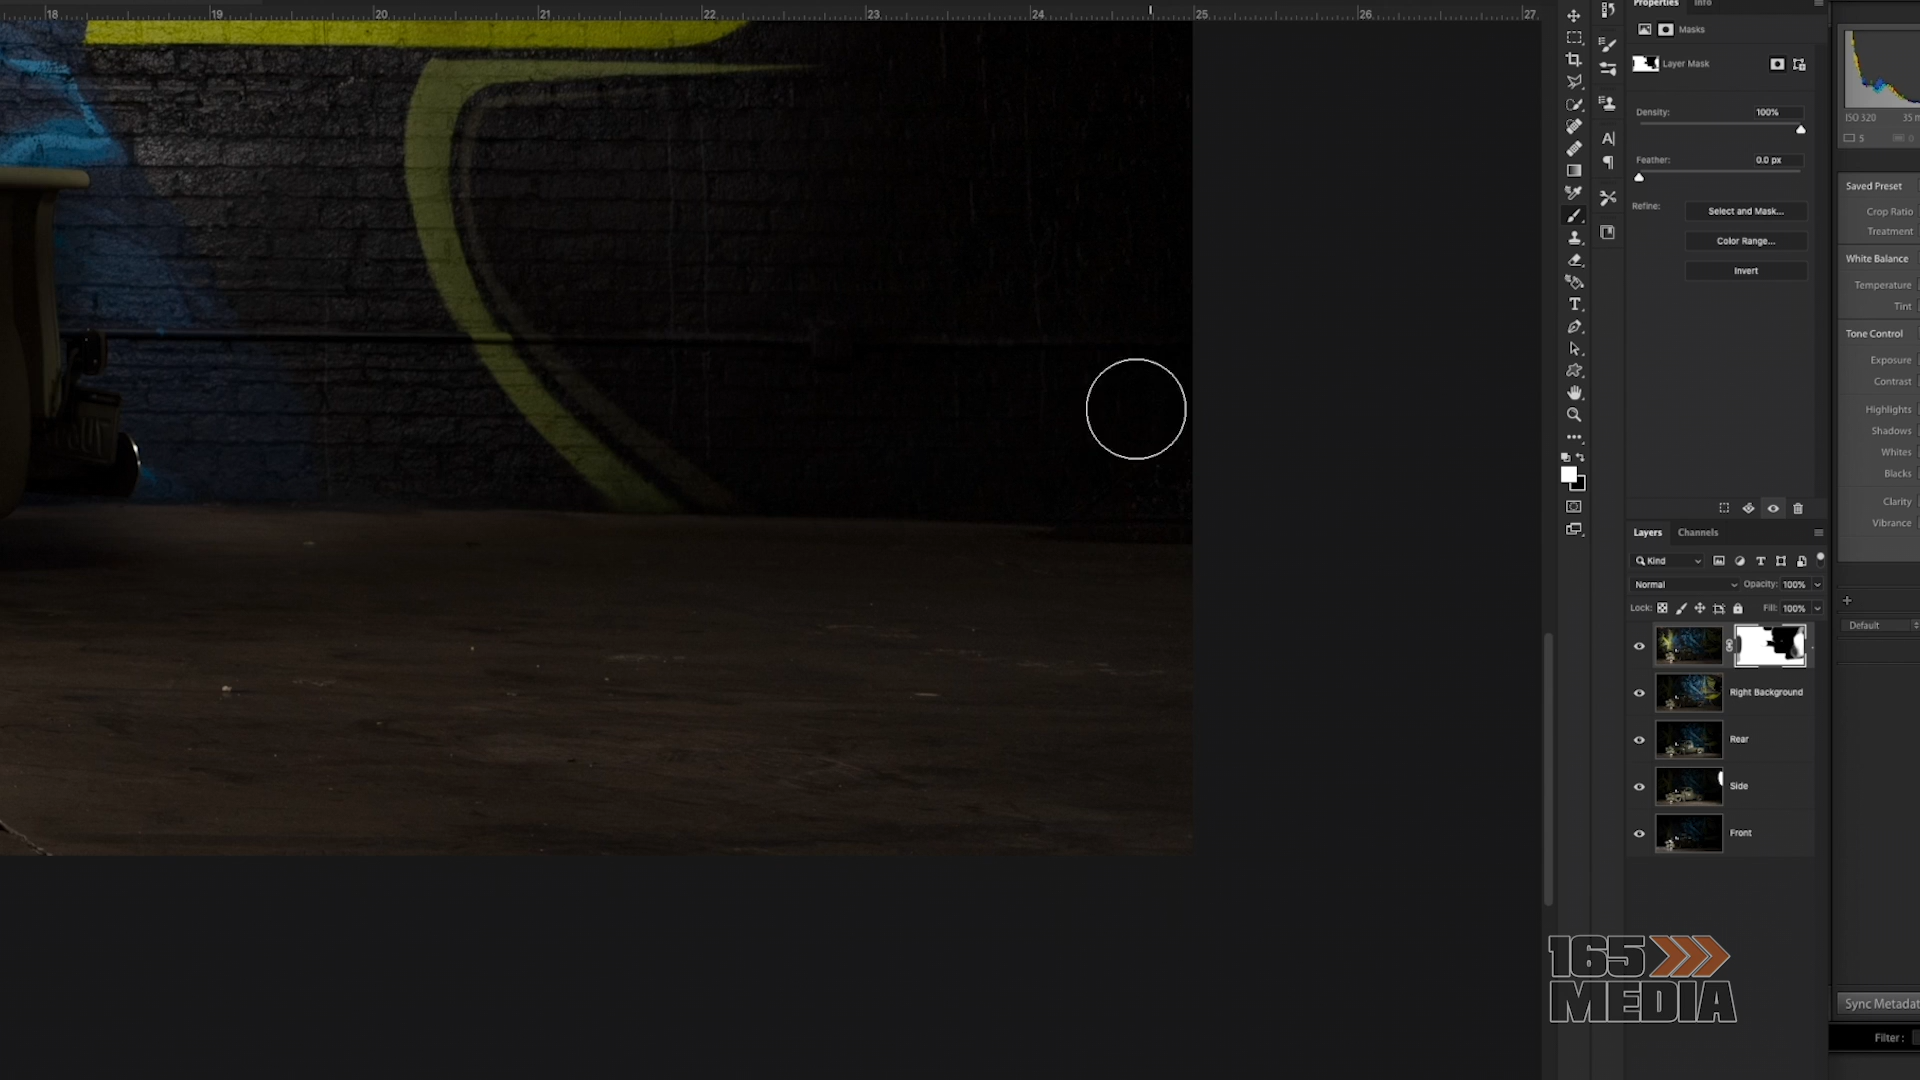 18 19 20 21 22 23 24 25 26 27
Properties Info
Masks
Layer Mask
Density: 100%
Feather: 0.0 px
Refine:
Select and Mask...
Color Range...
Invert
Layers Channels
Kind
Normal Opacity: 100%
Lock: Fill: 100%
Right Background
Rear
Side
Front
ISO 320 35 m
5 0
Saved Preset
Crop Ratio
Treatment
White Balance
Temperature
Tint
Tone Control
Exposure
Contrast
Highlights
Shadows
Whites
Blacks
Clarity
Vibrance
Default
Sync Metadat
Filter :
165
MEDIA